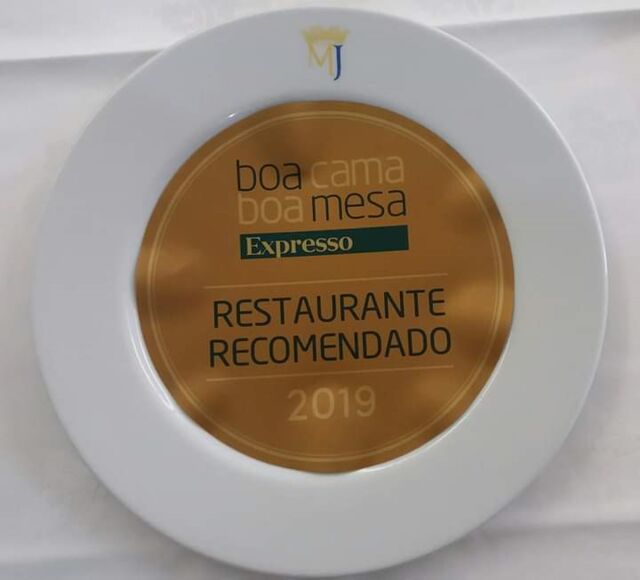 MJ
boa cama
boa mesa
Expresso
RESTAURANTE
RECOMENDADO
2019